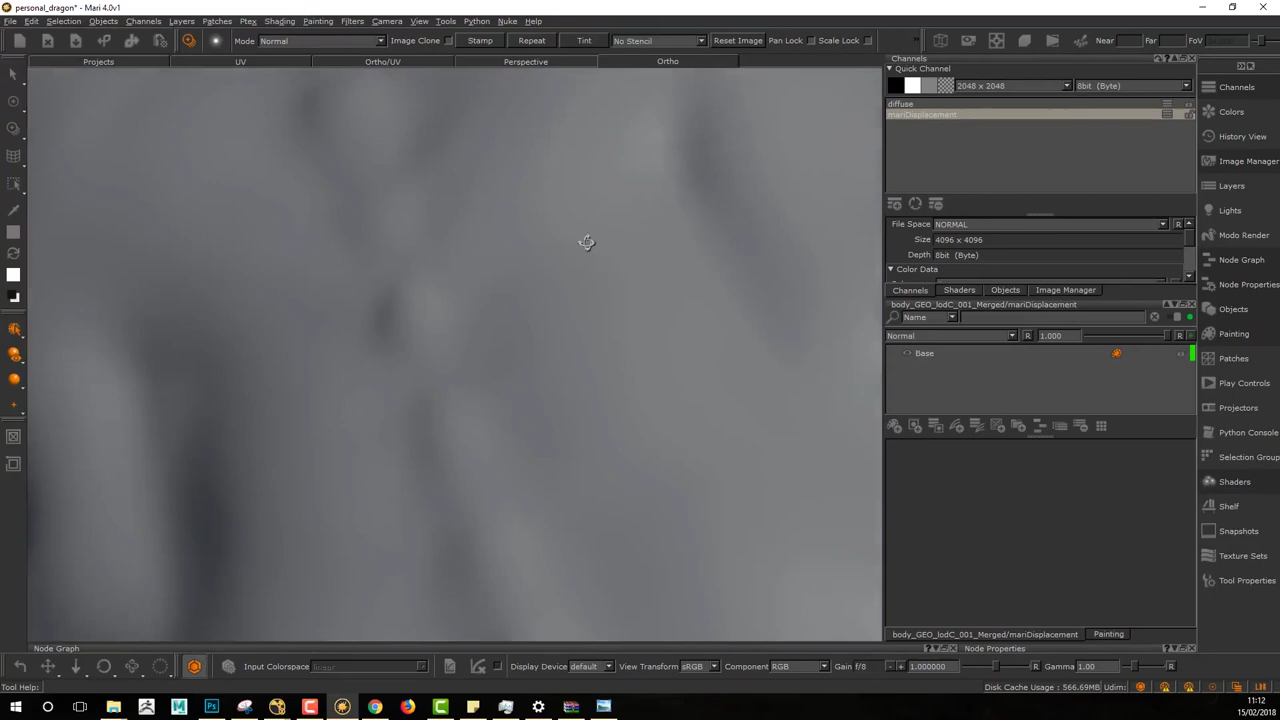 personal_dragon* - Mari 4.0v1
File Edit Selection Objects Channels Layers Patches Ptex Shading Painting Filters Camera View Tools Python Nuke Help
Mode Normal Image Clone Stamp Repeat Tint No Stencil Reset Image Pan Lock Scale Lock » Near Far FoV
Projects UV Ortho/UV Perspective Ortho
Channels
Quick Channel
2048 x 2048 8bit (Byte)
diffuse
mariDisplacement
File Space NORMAL R
Size 4096 x 4096
Depth 8bit (Byte)
Color Data
Channels Shaders Objects Image Manager
body_GEO_lodC_001_Merged/mariDisplacement
Name
Normal R 1.000 R
Base
body_GEO_lodC_001_Merged/mariDisplacement Painting
Channels
Colors
History View
Image Manager
Layers
Lights
Modo Render
Node Graph
Node Properties
Objects
Painting
Patches
Play Controls
Projectors
Python Console
Selection Group
Shaders
Shelf
Snapshots
Texture Sets
Tool Properties
Node Graph Node Properties
Input Colorspace linear Display Device default View Transform sRGB Component RGB Gain f/8 - + 1.000000 R Gamma 1.00 R
Tool Help: Disk Cache Usage : 566.69MB Udim:
11:12
15/02/2018